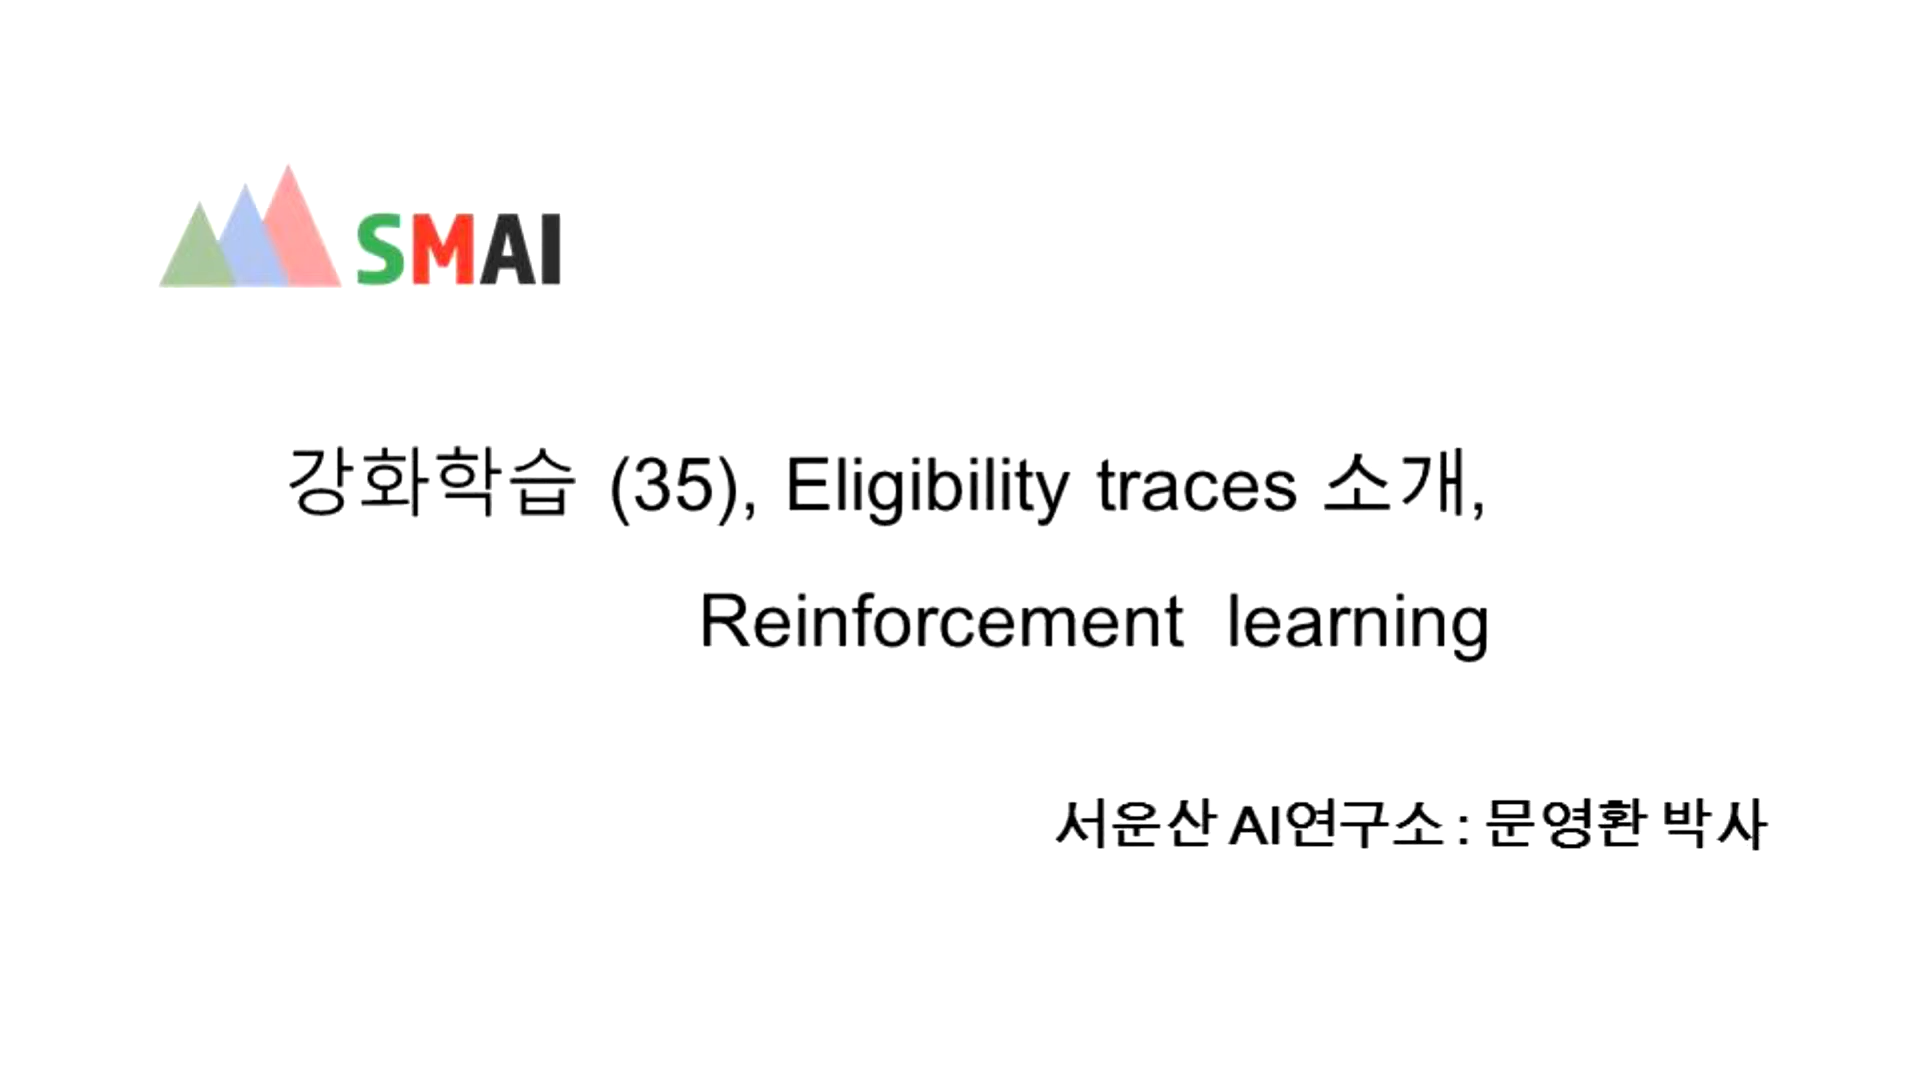 SMAI
강화학습 (35), Eligibility traces 소개,
Reinforcement learning
서운산 AI연구소 : 문영환 박사